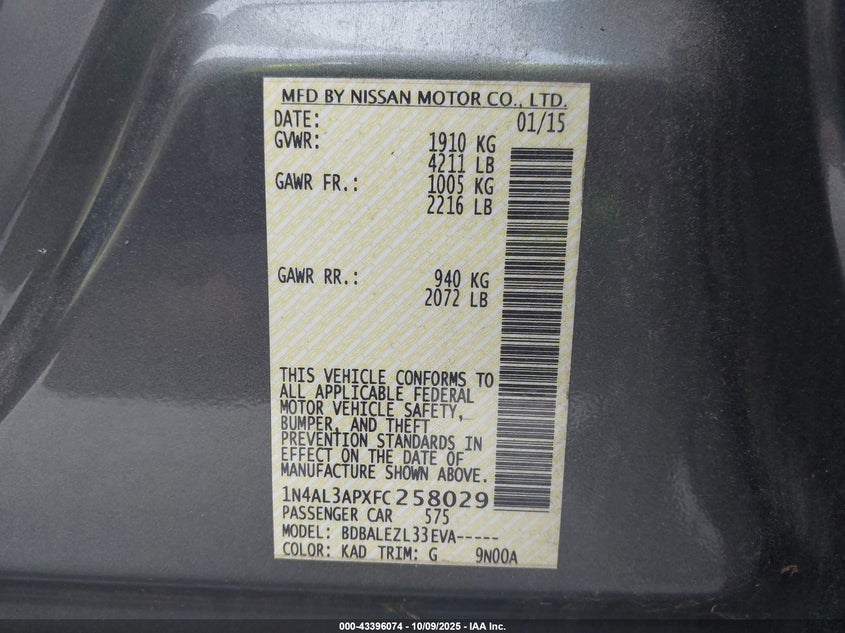 MFD BY NISSAN MOTOR CO., LTD.
DATE: 01/15
GVWR: 1910 KG
4211 LB
GAWR FR.: 1005 KG
2216 LB
GAWR RR.: 940 KG
2072 LB
THIS VEHICLE CONFORMS TO
ALL APPLICABLE FEDERAL
MOTOR VEHICLE SAFETY,
BUMPER, AND THEFT
PREVENTION STANDARDS IN
EFFECT ON THE DATE OF
MANUFACTURE SHOWN ABOVE.
1N4AL3APXFC258029
PASSENGER CAR 575
MODEL: BDBALEZL33EVA-----
COLOR: KAD TRIM: G 9N00A
000-43396074 - 10/09/2025 - IAA Inc.